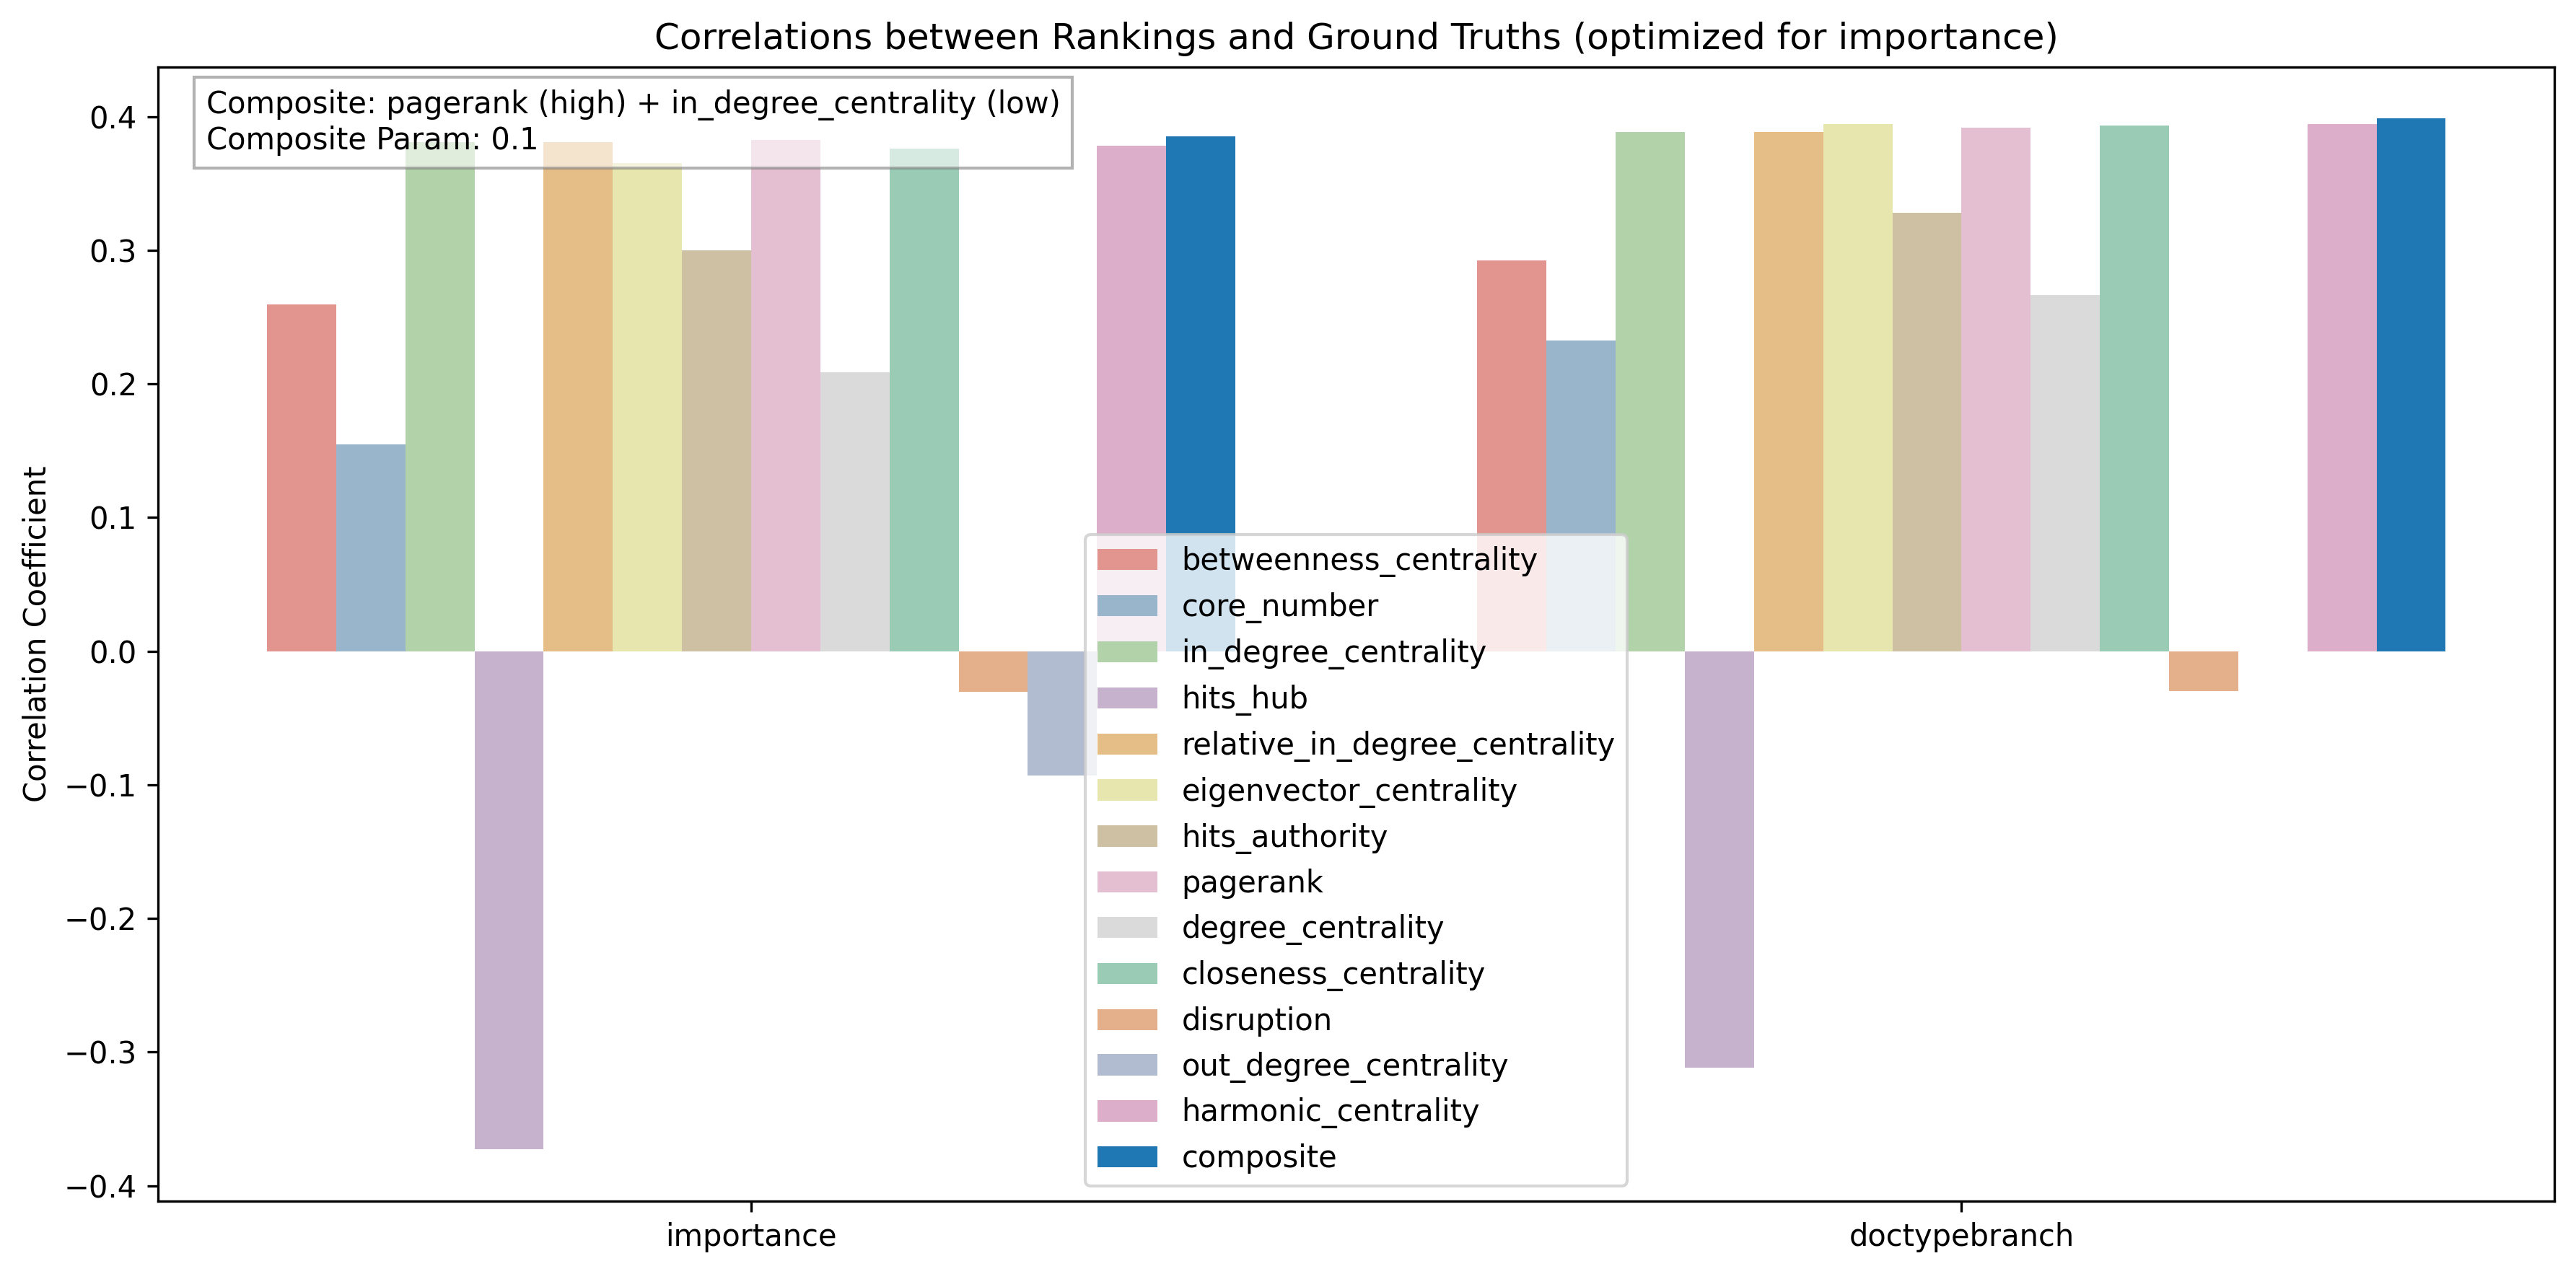 Correlations between Rankings and Ground Truths (optimized for importance)
Composite: pagerank (high) + in_degree_centrality (low)
Composite Param: 0.1
Correlation Coefficient
0.4
0.3
0.2
0.1
0.0
−0.1
−0.2
−0.3
−0.4
betweenness_centrality
core_number
in_degree_centrality
hits_hub
relative_in_degree_centrality
eigenvector_centrality
hits_authority
pagerank
degree_centrality
closeness_centrality
disruption
out_degree_centrality
harmonic_centrality
composite
importance
doctypebranch